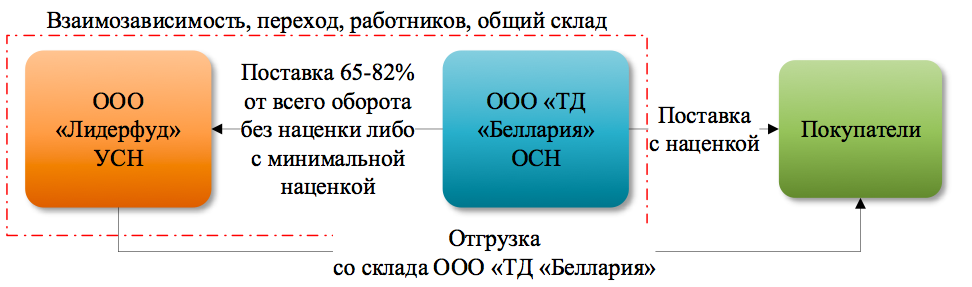 Взаимозависимость, переход, работников, общий склад
ООО
«Лидерфуд»
УСН
Поставка 65-82%
от всего оборота
без наценки либо
с минимальной
наценкой
ООО «ТД
«Беллария»
ОСН
Поставка
с наценкой
Покупатели
Отгрузка
со склада ООО «ТД «Беллария»